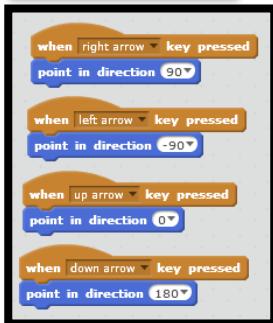 when right arrow key pressed
point in direction 90
when left arrow key pressed
point in direction -90
when up arrow key pressed
point in direction 0
when down arrow key pressed
point in direction 180